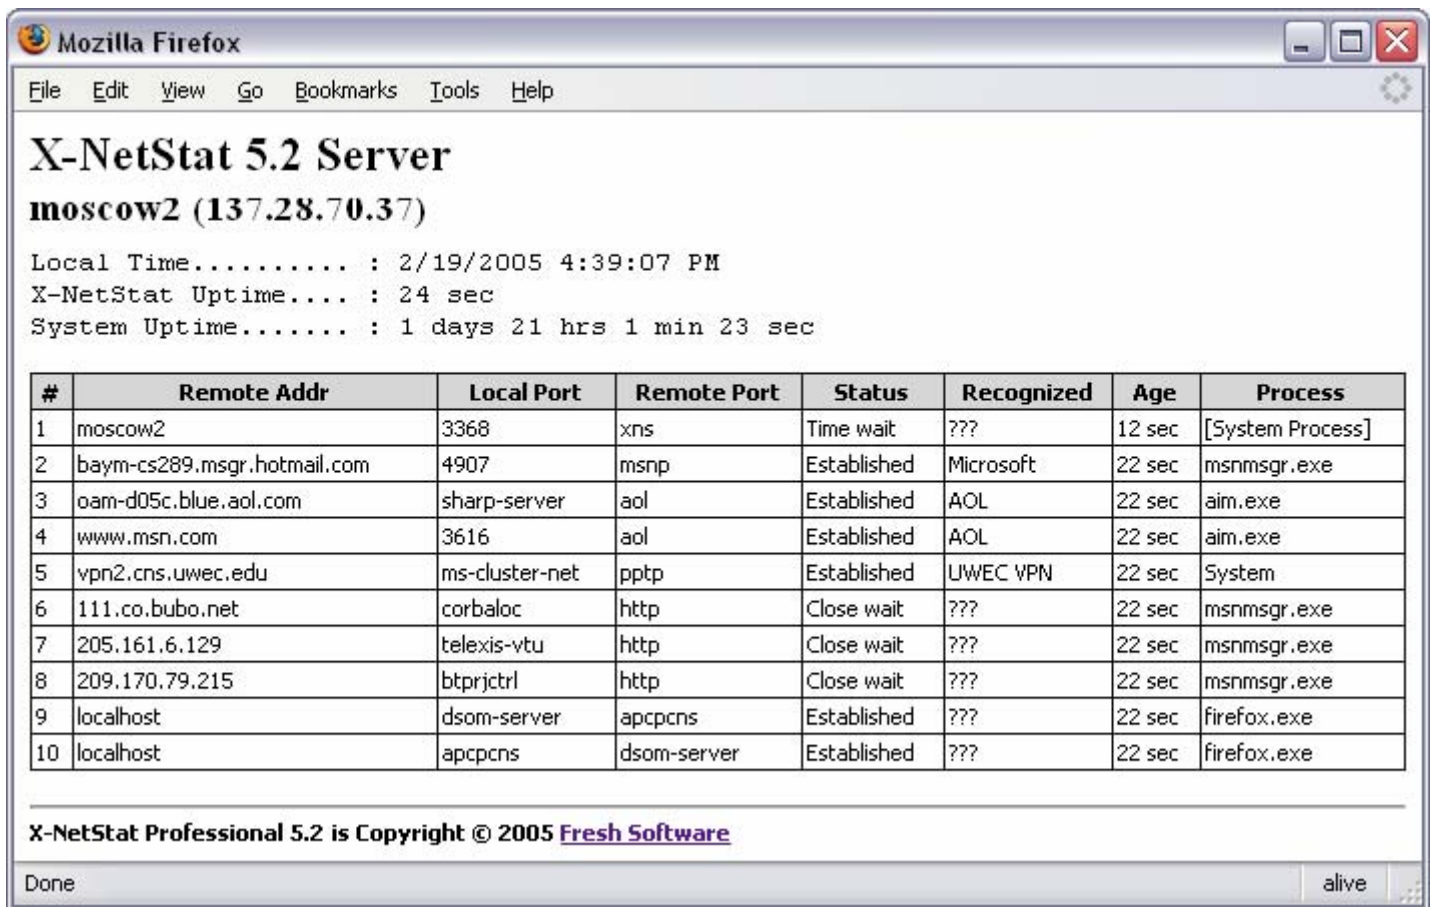 Mozilla Firefox
File Edit View Go Bookmarks Tools Help
X-NetStat 5.2 Server
moscow2 (137.28.70.37)
Local Time.......... : 2/19/2005 4:39:07 PM
X-NetStat Uptime.... : 24 sec
System Uptime....... : 1 days 21 hrs 1 min 23 sec
# Remote Addr Local Port Remote Port Status Recognized Age Process
1 moscow2 3368 xns Time wait ??? 12 sec [System Process]
2 baym-cs289.msgr.hotmail.com 4907 msnp Established Microsoft 22 sec msnmsgr.exe
3 oam-d05c.blue.aol.com sharp-server aol Established AOL 22 sec aim.exe
4 www.msn.com 3616 aol Established AOL 22 sec aim.exe
5 vpn2.cns.uwec.edu ms-cluster-net pptp Established UWEC VPN 22 sec System
6 111.co.bubo.net corbaloc http Close wait ??? 22 sec msnmsgr.exe
7 205.161.6.129 telexis-vtu http Close wait ??? 22 sec msnmsgr.exe
8 209.170.79.215 btprjctrl http Close wait ??? 22 sec msnmsgr.exe
9 localhost dsom-server apcpcns Established ??? 22 sec firefox.exe
10 localhost apcpcns dsom-server Established ??? 22 sec firefox.exe
X-NetStat Professional 5.2 is Copyright © 2005 Fresh Software
Done alive